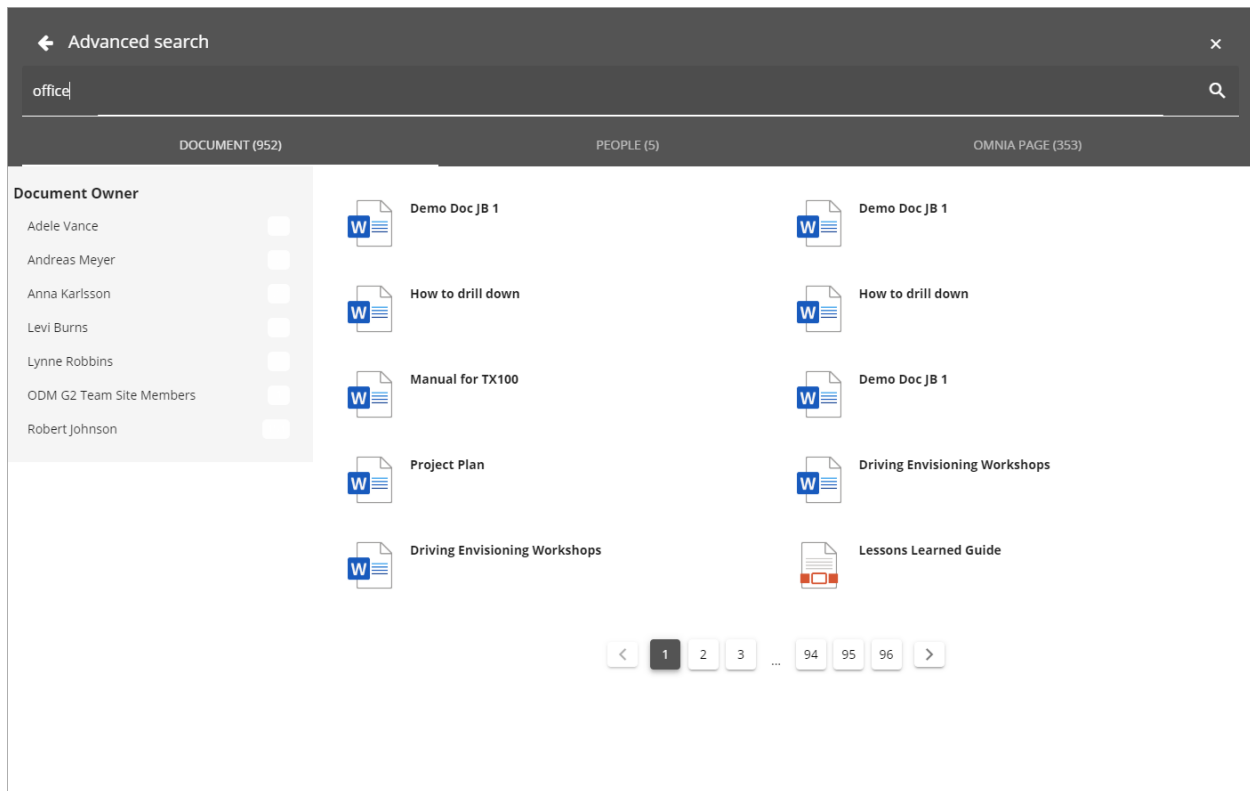 Advanced search
office
DOCUMENT (952) PEOPLE (5) OMNIA PAGE (353)
Document Owner
Adele Vance
Andreas Meyer
Anna Karlsson
Levi Burns
Lynne Robbins
ODM G2 Team Site Members
Robert Johnson
W Demo Doc JB 1
W Demo Doc JB 1
W How to drill down
W How to drill down
W Manual for TX100
W Demo Doc JB 1
W Project Plan
W Driving Envisioning Workshops
W Driving Envisioning Workshops
Lessons Learned Guide
1 2 3 ... 94 95 96